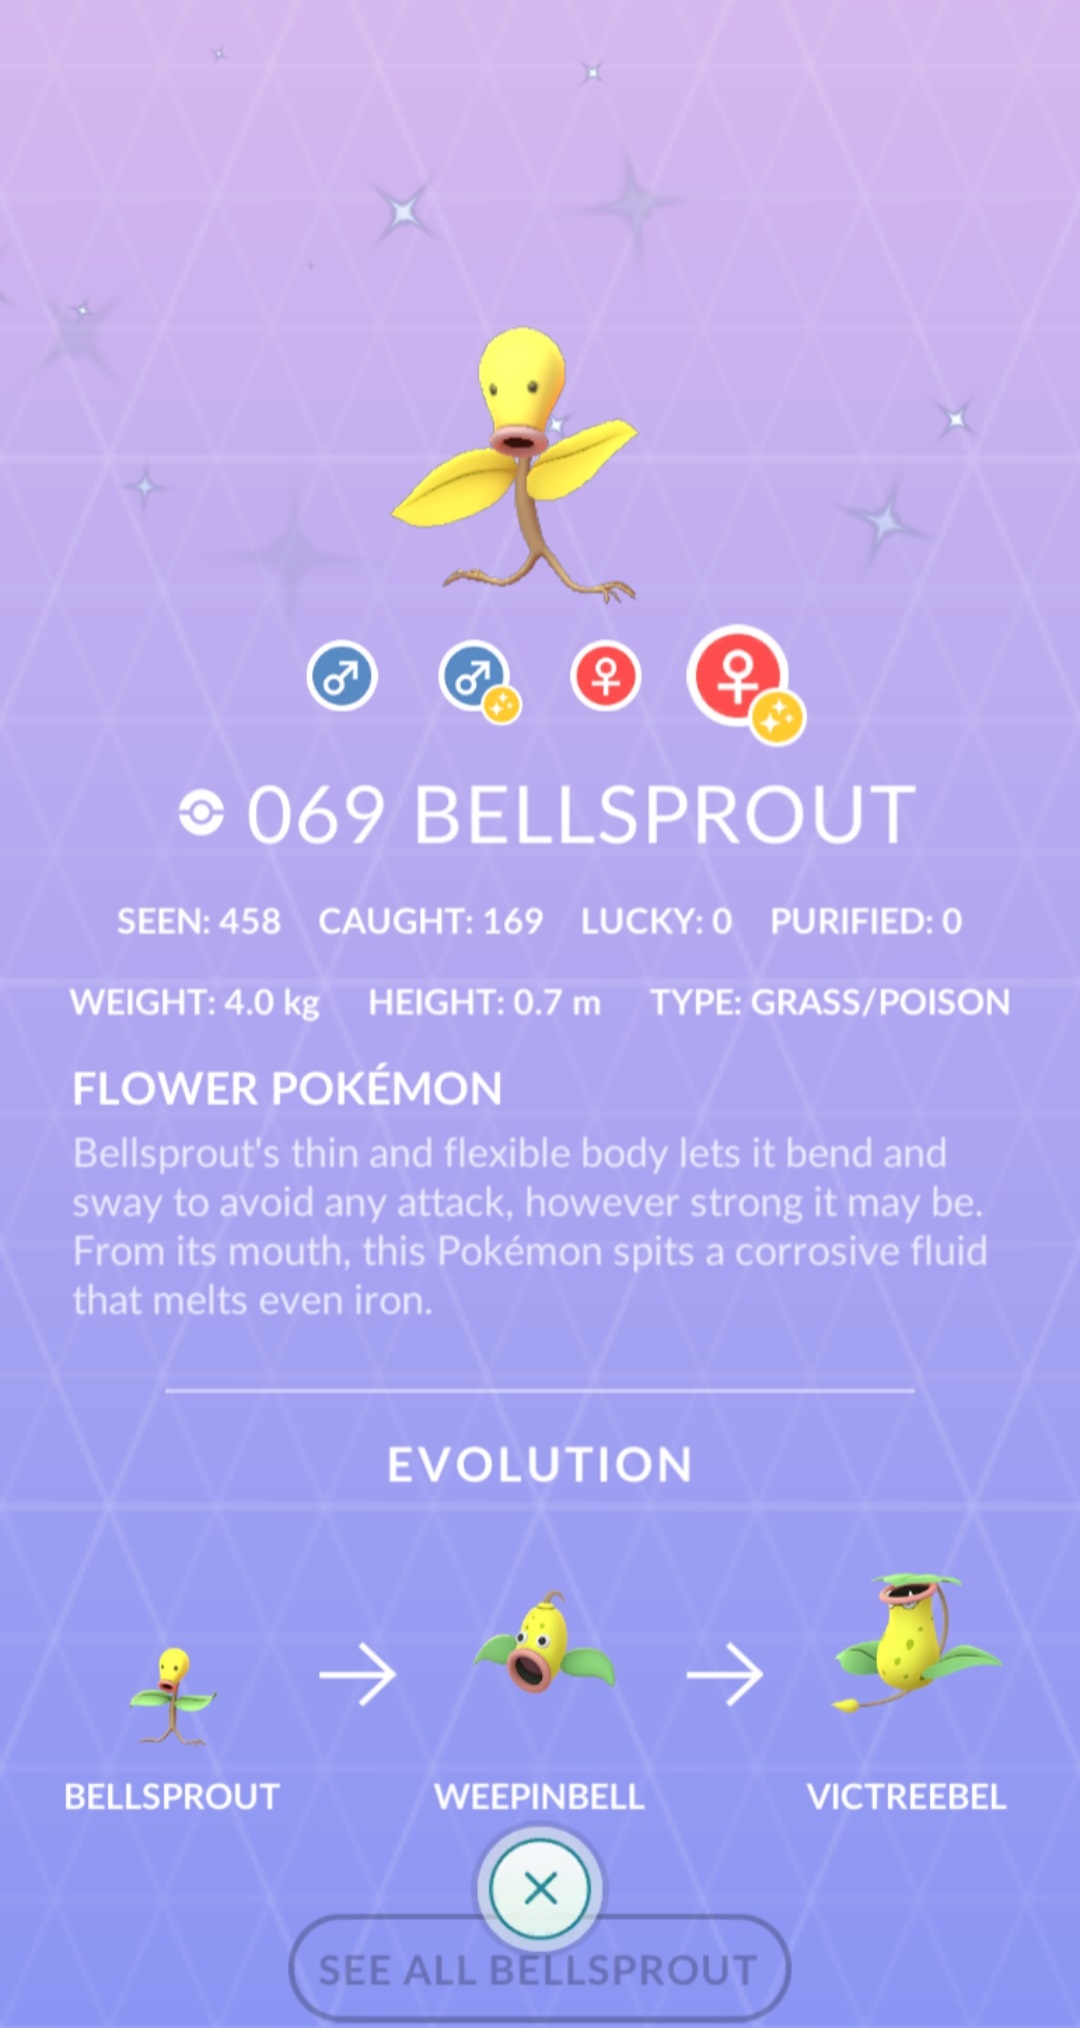 069 BELLSPROUT
SEEN: 458 CAUGHT: 169 LUCKY: 0 PURIFIED: 0
WEIGHT: 4.0 kg HEIGHT: 0.7 m TYPE: GRASS/POISON
FLOWER POKÉMON
Bellsprout's thin and flexible body lets it bend and
sway to avoid any attack, however strong it may be.
From its mouth, this Pokémon spits a corrosive fluid
that melts even iron.
EVOLUTION
BELLSPROUT WEEPINBELL VICTREEBEL
SEE ALL BELLSPROUT